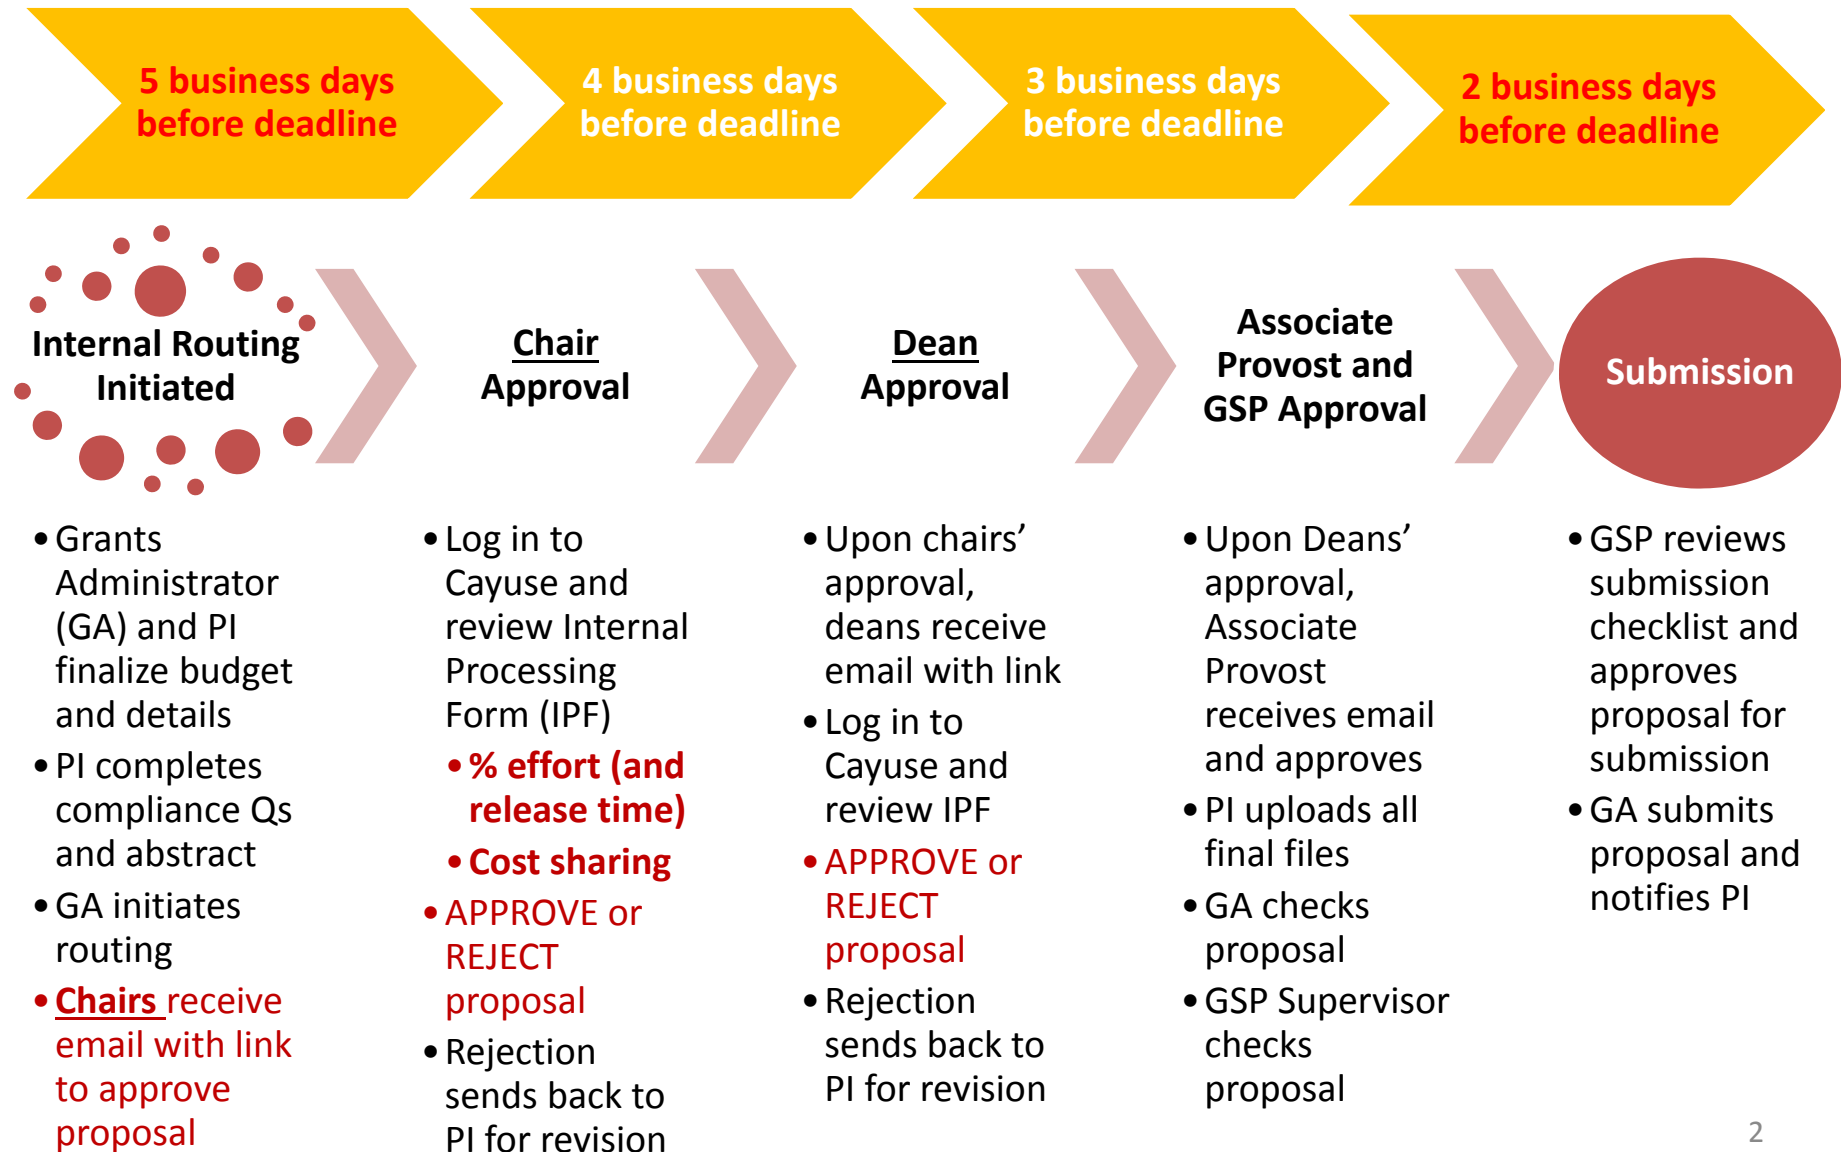 5 business days
before deadline
4 business days
before deadline
3 business days
before deadline
2 business days
before deadline
Internal Routing
Initiated
Chair
Approval
Dean
Approval
Associate
Provost and
GSP Approval
Submission
•Grants
Administrator
(GA) and PI
finalize budget
and details
•PI completes
compliance Qs
and abstract
•GA initiates
routing
•Chairs receive
email with link
to approve
proposal
•Log in to
Cayuse and
review Internal
Processing
Form (IPF)
•% effort (and
release time)
•Cost sharing
•APPROVE or
REJECT
proposal
•Rejection
sends back to
PI for revision
•Upon chairs’
approval,
deans receive
email with link
•Log in to
Cayuse and
review IPF
•APPROVE or
REJECT
proposal
•Rejection
sends back to
PI for revision
•Upon Deans’
approval,
Associate
Provost
receives email
and approves
•PI uploads all
final files
•GA checks
proposal
•GSP Supervisor
checks
proposal
•GSP reviews
submission
checklist and
approves
proposal for
submission
•GA submits
proposal and
notifies PI
2